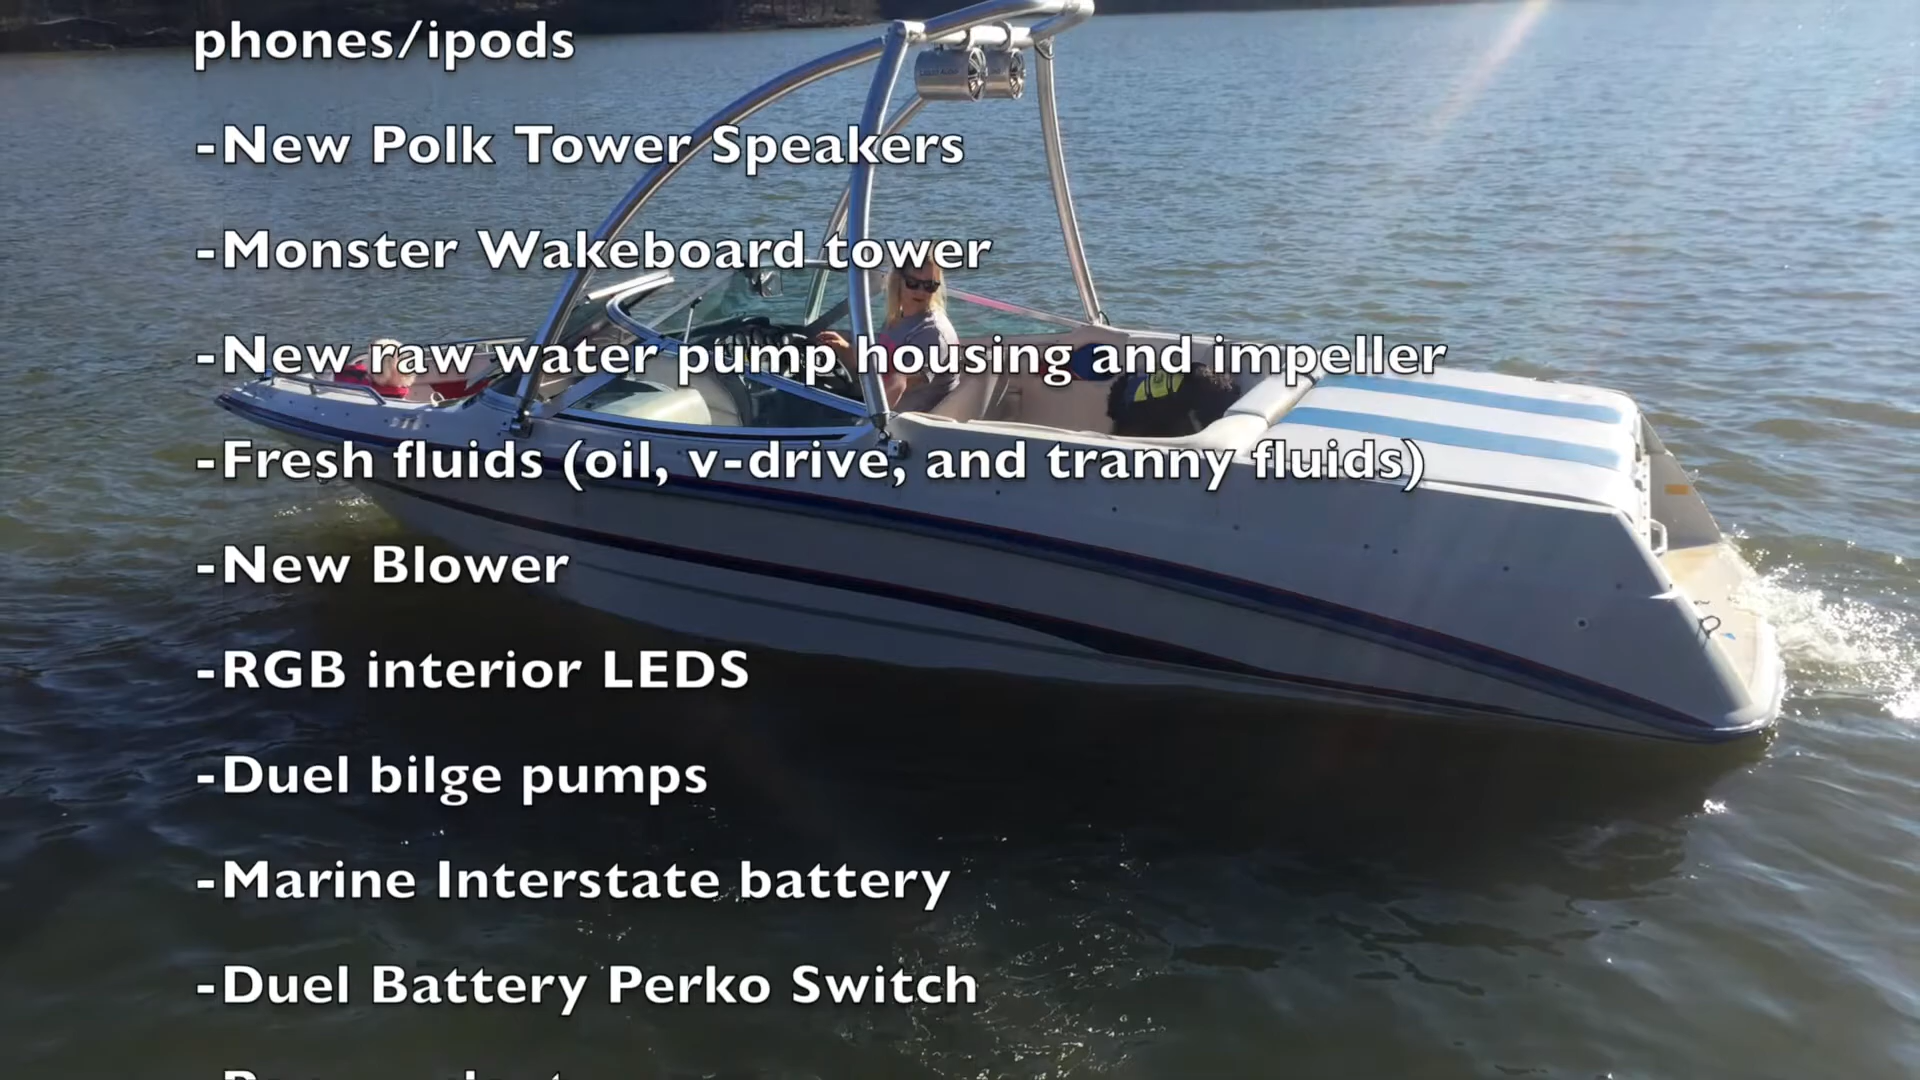 phones/ipods
-New Polk Tower Speakers
-Monster Wakeboard tower
-New raw water pump housing and impeller
-Fresh fluids (oil, v-drive, and tranny fluids)
-New Blower
-RGB interior LEDS
-Duel bilge pumps
-Marine Interstate battery
-Duel Battery Perko Switch